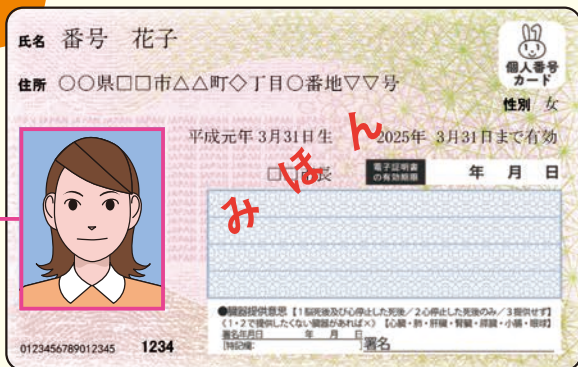 氏名 番号 花子
個人番号
カード
住所 〇〇県□□市△△町◇丁目〇番地▽▽号
性別 女
平成元年3月31日生 2025年 3月31日まで有効
□□市長 電子証明書
の有効期限 年 月 日
みほん
●臓器提供意思【1 脳死後及び心停止した死後/2 心停止した死後のみ/3 提供せず】
《1・2で提供したくない臓器があれば×》【心臓・肺・肝臓・腎臓・膵臓・小腸・眼球】
署名年月日 年 月 日
[特記欄: ] 署名
0123456789012345 1234